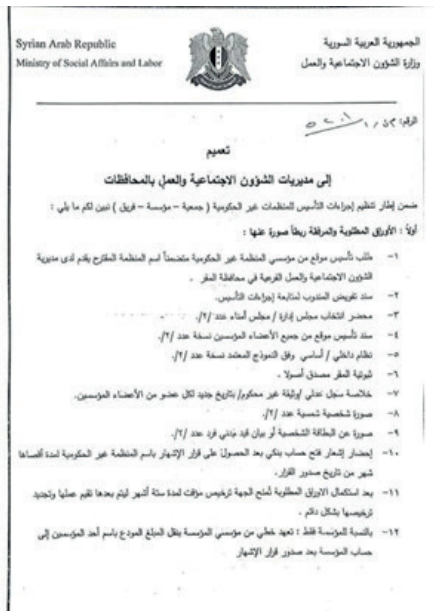 الجمهورية العربية السورية
وزارة الشؤون الاجتماعية والعمل
Syrian Arab Republic
Ministry of Social Affairs and Labor
الرقم:
تعميم
إلى مديريات الشؤون الاجتماعية والعمل بالمحافظات
ضمن إطار تنظيم إجراءات التأسيس للمنظمات غير الحكومية ( جمعية – مؤسسة – فريق ) نبين لكم ما يلي :
أولاً : الأوراق المطلوبة والمرفقة ربطاً صورة عنها :
١- طلب تأسيس موقع من مؤسسي المنظمة غير الحكومية متضمناً اسم المنظمة المقترح يقدم لدى مديرية
الشؤون الاجتماعية والعمل الفرعية في محافظة المقر .
٢- سند تفويض المندوب لمتابعة إجراءات التأسيس.
٣- محضر انتخاب مجلس إدارة / مجلس أمناء عدد /٢/.
٤- سند تأسيس موقع من جميع الأعضاء المؤسسين نسخة عدد /٢/.
٥- نظام داخلي / أساسي وفق النموذج المعتمد نسخة عدد /٢/.
٦- ثبوتية المقر مصدق أصولا .
٧- خلاصة سجل عدلي /وثيقة غير محكوم/ بتاريخ جديد لكل عضو من الأعضاء المؤسسين.
٨- صورة شخصية شمسية عدد /٢/.
٩- صورة عن البطاقة الشخصية أو بيان قيد مدني فرد عدد /٢/.
١٠- إحضار إشعار فتح حساب بنكي بعد الحصول على قرار الإشهار باسم المنظمة غير الحكومية لمدة أقصاها
شهر من تاريخ صدور القرار.
١١- بعد استكمال الاوراق المطلوبة تُمنح الجهة ترخيص مؤقت لمدة ستة أشهر ليتم بعدها تقيم عملها وتجديد
ترخيصها بشكل دائم .
١٢- بالنسبة للمؤسسة فقط : تعهد خطي من مؤسسي المؤسسة بنقل المبلغ المودع باسم أحد المؤسسين إلى
حساب المؤسسة بعد صدور قرار الإشهار